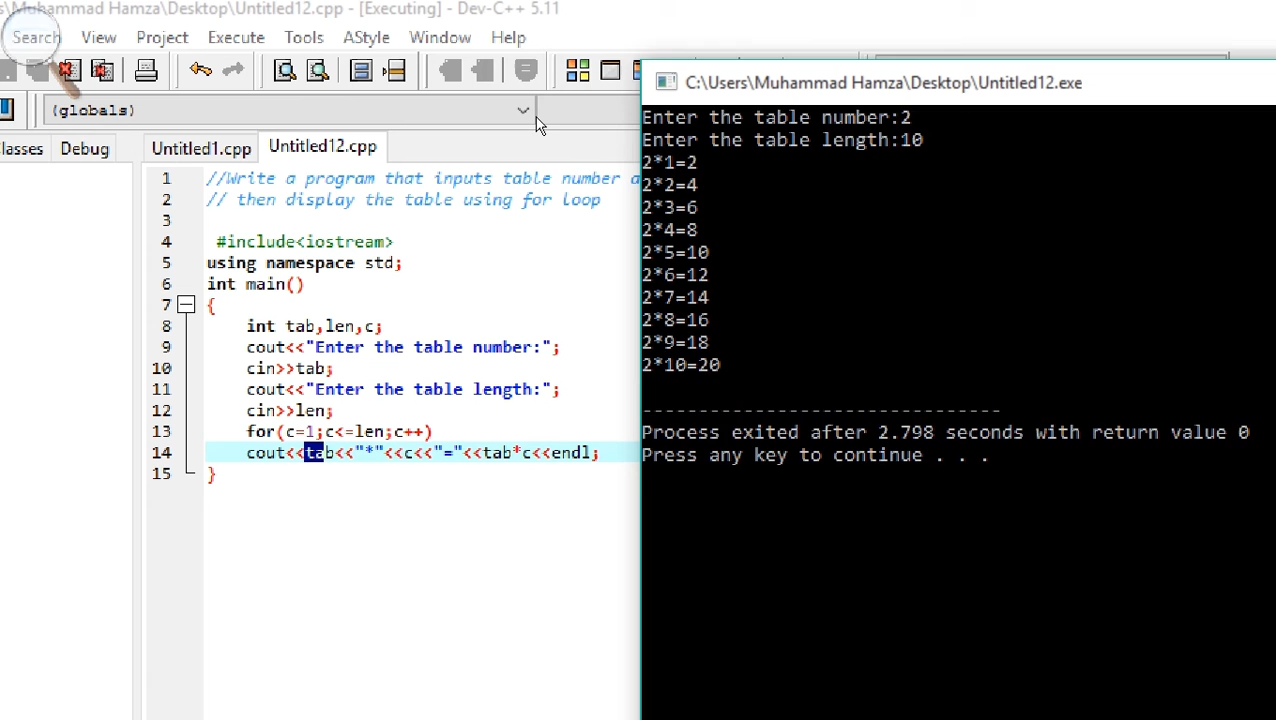 s\Muhammad Hamza\Desktop\Untitled12.cpp - [Executing] - Dev-C++ 5.11
Search View Project Execute Tools AStyle Window Help
(globals)
Debug
Untitled1.cpp Untitled12.cpp
1 //Write a program that inputs table number
2 // then display the table using for loop
3
4 #include<iostream>
5 using namespace std;
6 int main()
7 {
8 int tab,len,c;
9 cout<<"Enter the table number:";
10 cin>>tab;
11 cout<<"Enter the table length:";
12 cin>>len;
13 for(c=1;c<=len;c++)
14 cout<<tab<<"*"<<c<<"="<<tab*c<<endl;
15 }
C:\Users\Muhammad Hamza\Desktop\Untitled12.exe
Enter the table number:2
Enter the table length:10
2*1=2
2*2=4
2*3=6
2*4=8
2*5=10
2*6=12
2*7=14
2*8=16
2*9=18
2*10=20
--------------------------------
Process exited after 2.798 seconds with return value 0
Press any key to continue . . .